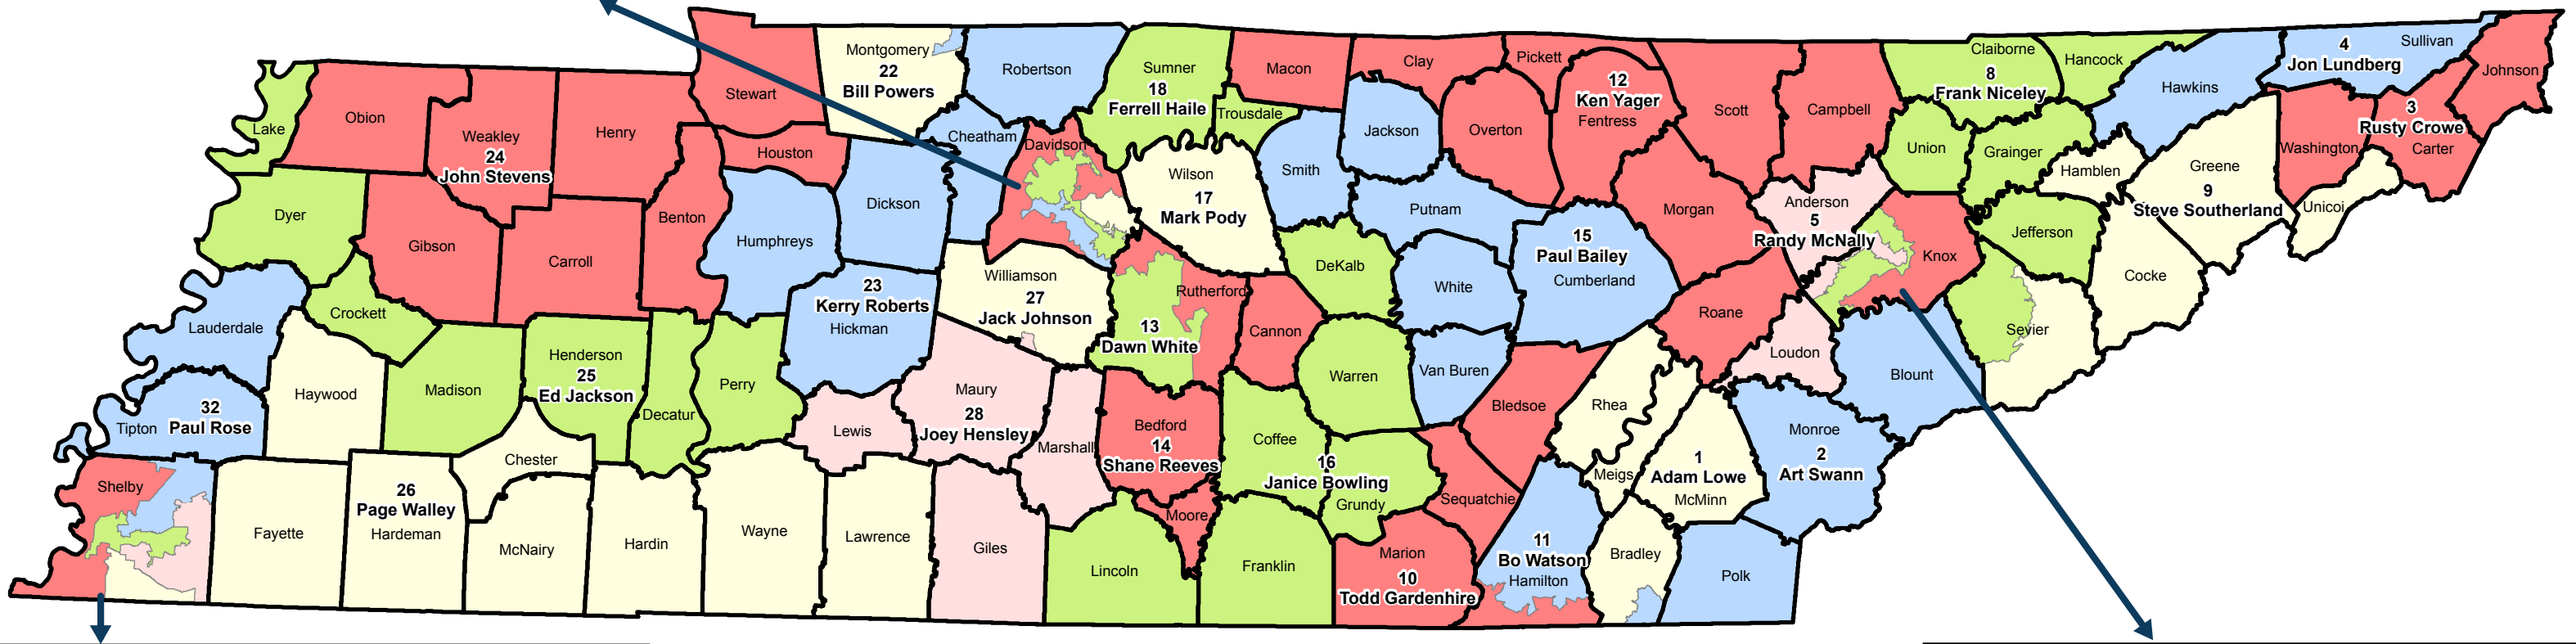 Lake
Obion
Weakley
24
John Stevens
Henry
Stewart
Houston
Montgomery
22
Bill Powers
Robertson
Cheatham
Davidson
Sumner
18
Ferrell Haile
Trousdale
Macon
Clay
Pickett
12
Ken Yager
Fentress
Scott
Campbell
Claiborne
8
Frank Niceley
Hancock
Hawkins
4
Sullivan
Jon Lundberg
Johnson
3
Rusty Crowe
Carter
Washington
Unicoi
Greene
9
Steve Southerland
Hamblen
Grainger
Union
Jefferson
Cocke
Sevier
Knox
Anderson
5
Randy McNally
Morgan
Overton
Jackson
Smith
Putnam
Wilson
17
Mark Pody
Dickson
Humphreys
Benton
Carroll
Gibson
Dyer
Crockett
Lauderdale
Haywood
Madison
Henderson
25
Ed Jackson
Decatur
Perry
23
Kerry Roberts
Hickman
Williamson
27
Jack Johnson
Rutherford
13
Dawn White
Cannon
DeKalb
White
15
Paul Bailey
Cumberland
Roane
Loudon
Blount
Monroe
2
Art Swann
1
Adam Lowe
McMinn
Meigs
Rhea
Bledsoe
Van Buren
Warren
Coffee
16
Janice Bowling
Grundy
Sequatchie
Bedford
14
Shane Reeves
Moore
Marshall
Maury
28
Joey Hensley
Lewis
32
Tipton
Paul Rose
Shelby
Fayette
26
Page Walley
Hardeman
Chester
McNairy
Hardin
Wayne
Lawrence
Giles
Lincoln
Franklin
Marion
10
Todd Gardenhire
11
Bo Watson
Hamilton
Bradley
Polk